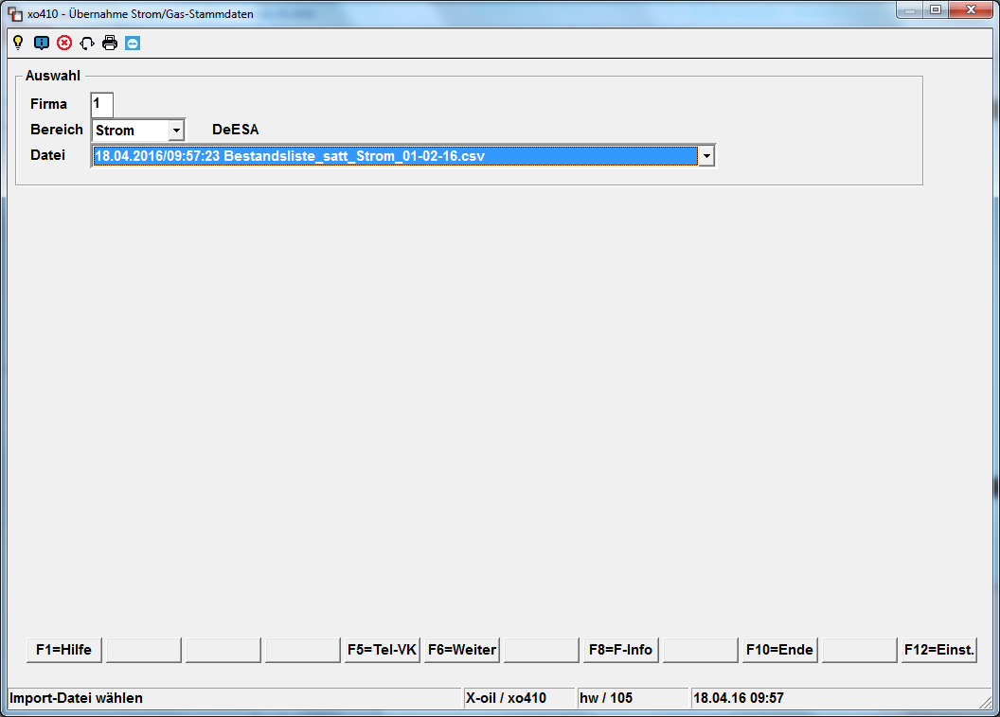 xo410 - Übernahme Strom/Gas-Stammdaten
Auswahl
Firma 1
Bereich Strom DeESA
Datei 18.04.2016/09:57:23 Bestandsliste_satt_Strom_01-02-16.csv
F1=Hilfe F5=Tel-VK F6=Weiter F8=F-Info F10=Ende F12=Einst.
Import-Datei wählen X-oil / xo410 hw / 105 18.04.16 09:57